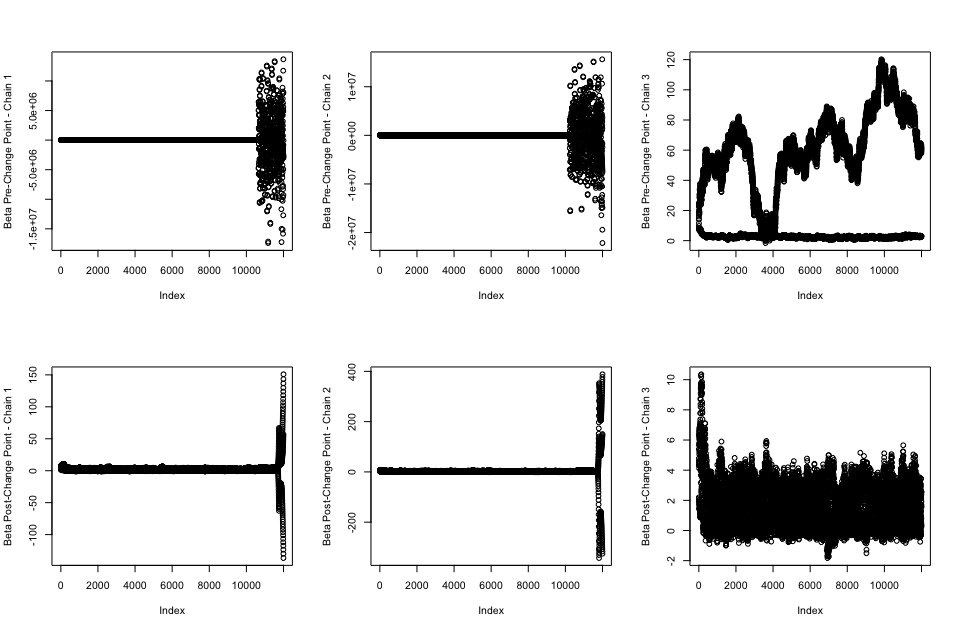 Beta Pre-Change Point - Chain 1
5.0e+06
-5.0e+06
-1.5e+07
0 2000 4000 6000 8000 10000
Index
Beta Pre-Change Point - Chain 2
1e+07
0e+00
-1e+07
-2e+07
0 2000 4000 6000 8000 10000
Index
Beta Pre-Change Point - Chain 3
120
100
80
60
40
20
0
0 2000 4000 6000 8000 10000
Index
Beta Post-Change Point - Chain 1
150
100
50
0
-50
-100
0 2000 4000 6000 8000 10000
Index
Beta Post-Change Point - Chain 2
400
200
0
-200
0 2000 4000 6000 8000 10000
Index
Beta Post-Change Point - Chain 3
10
8
6
4
2
0
-2
0 2000 4000 6000 8000 10000
Index